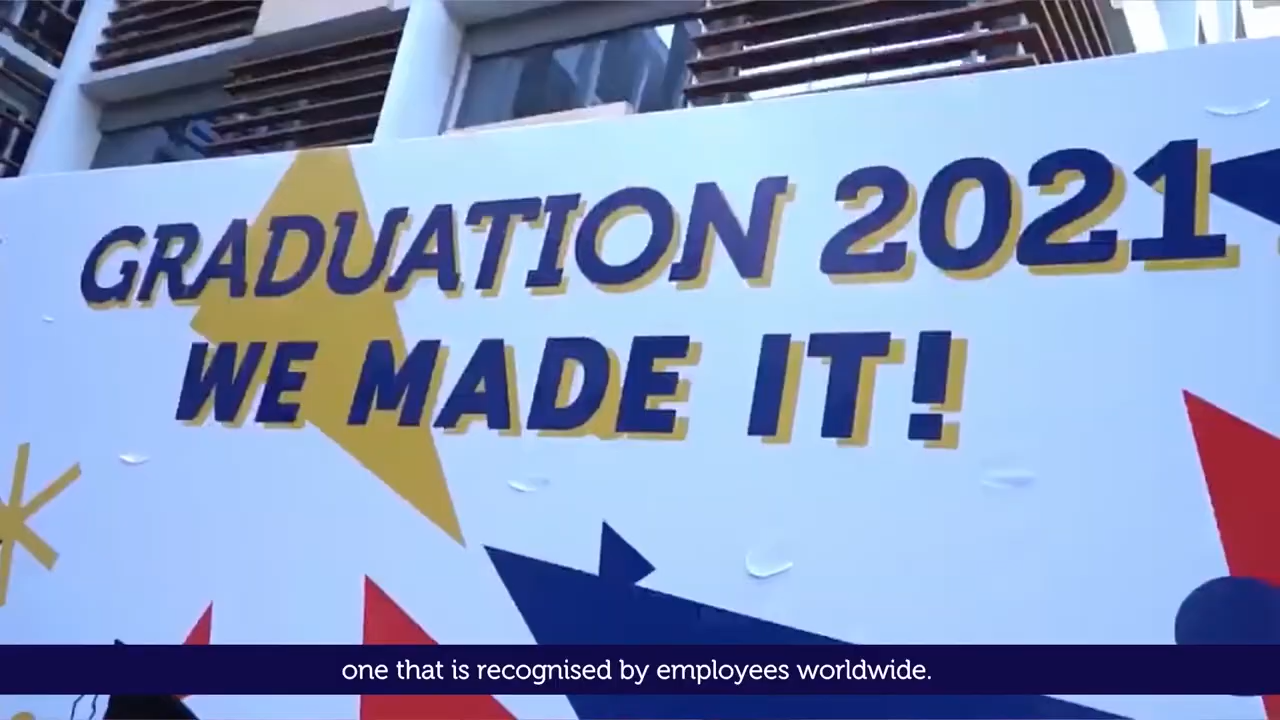 GRADUATION 2021
WE MADE IT!
one that is recognised by employees worldwide.